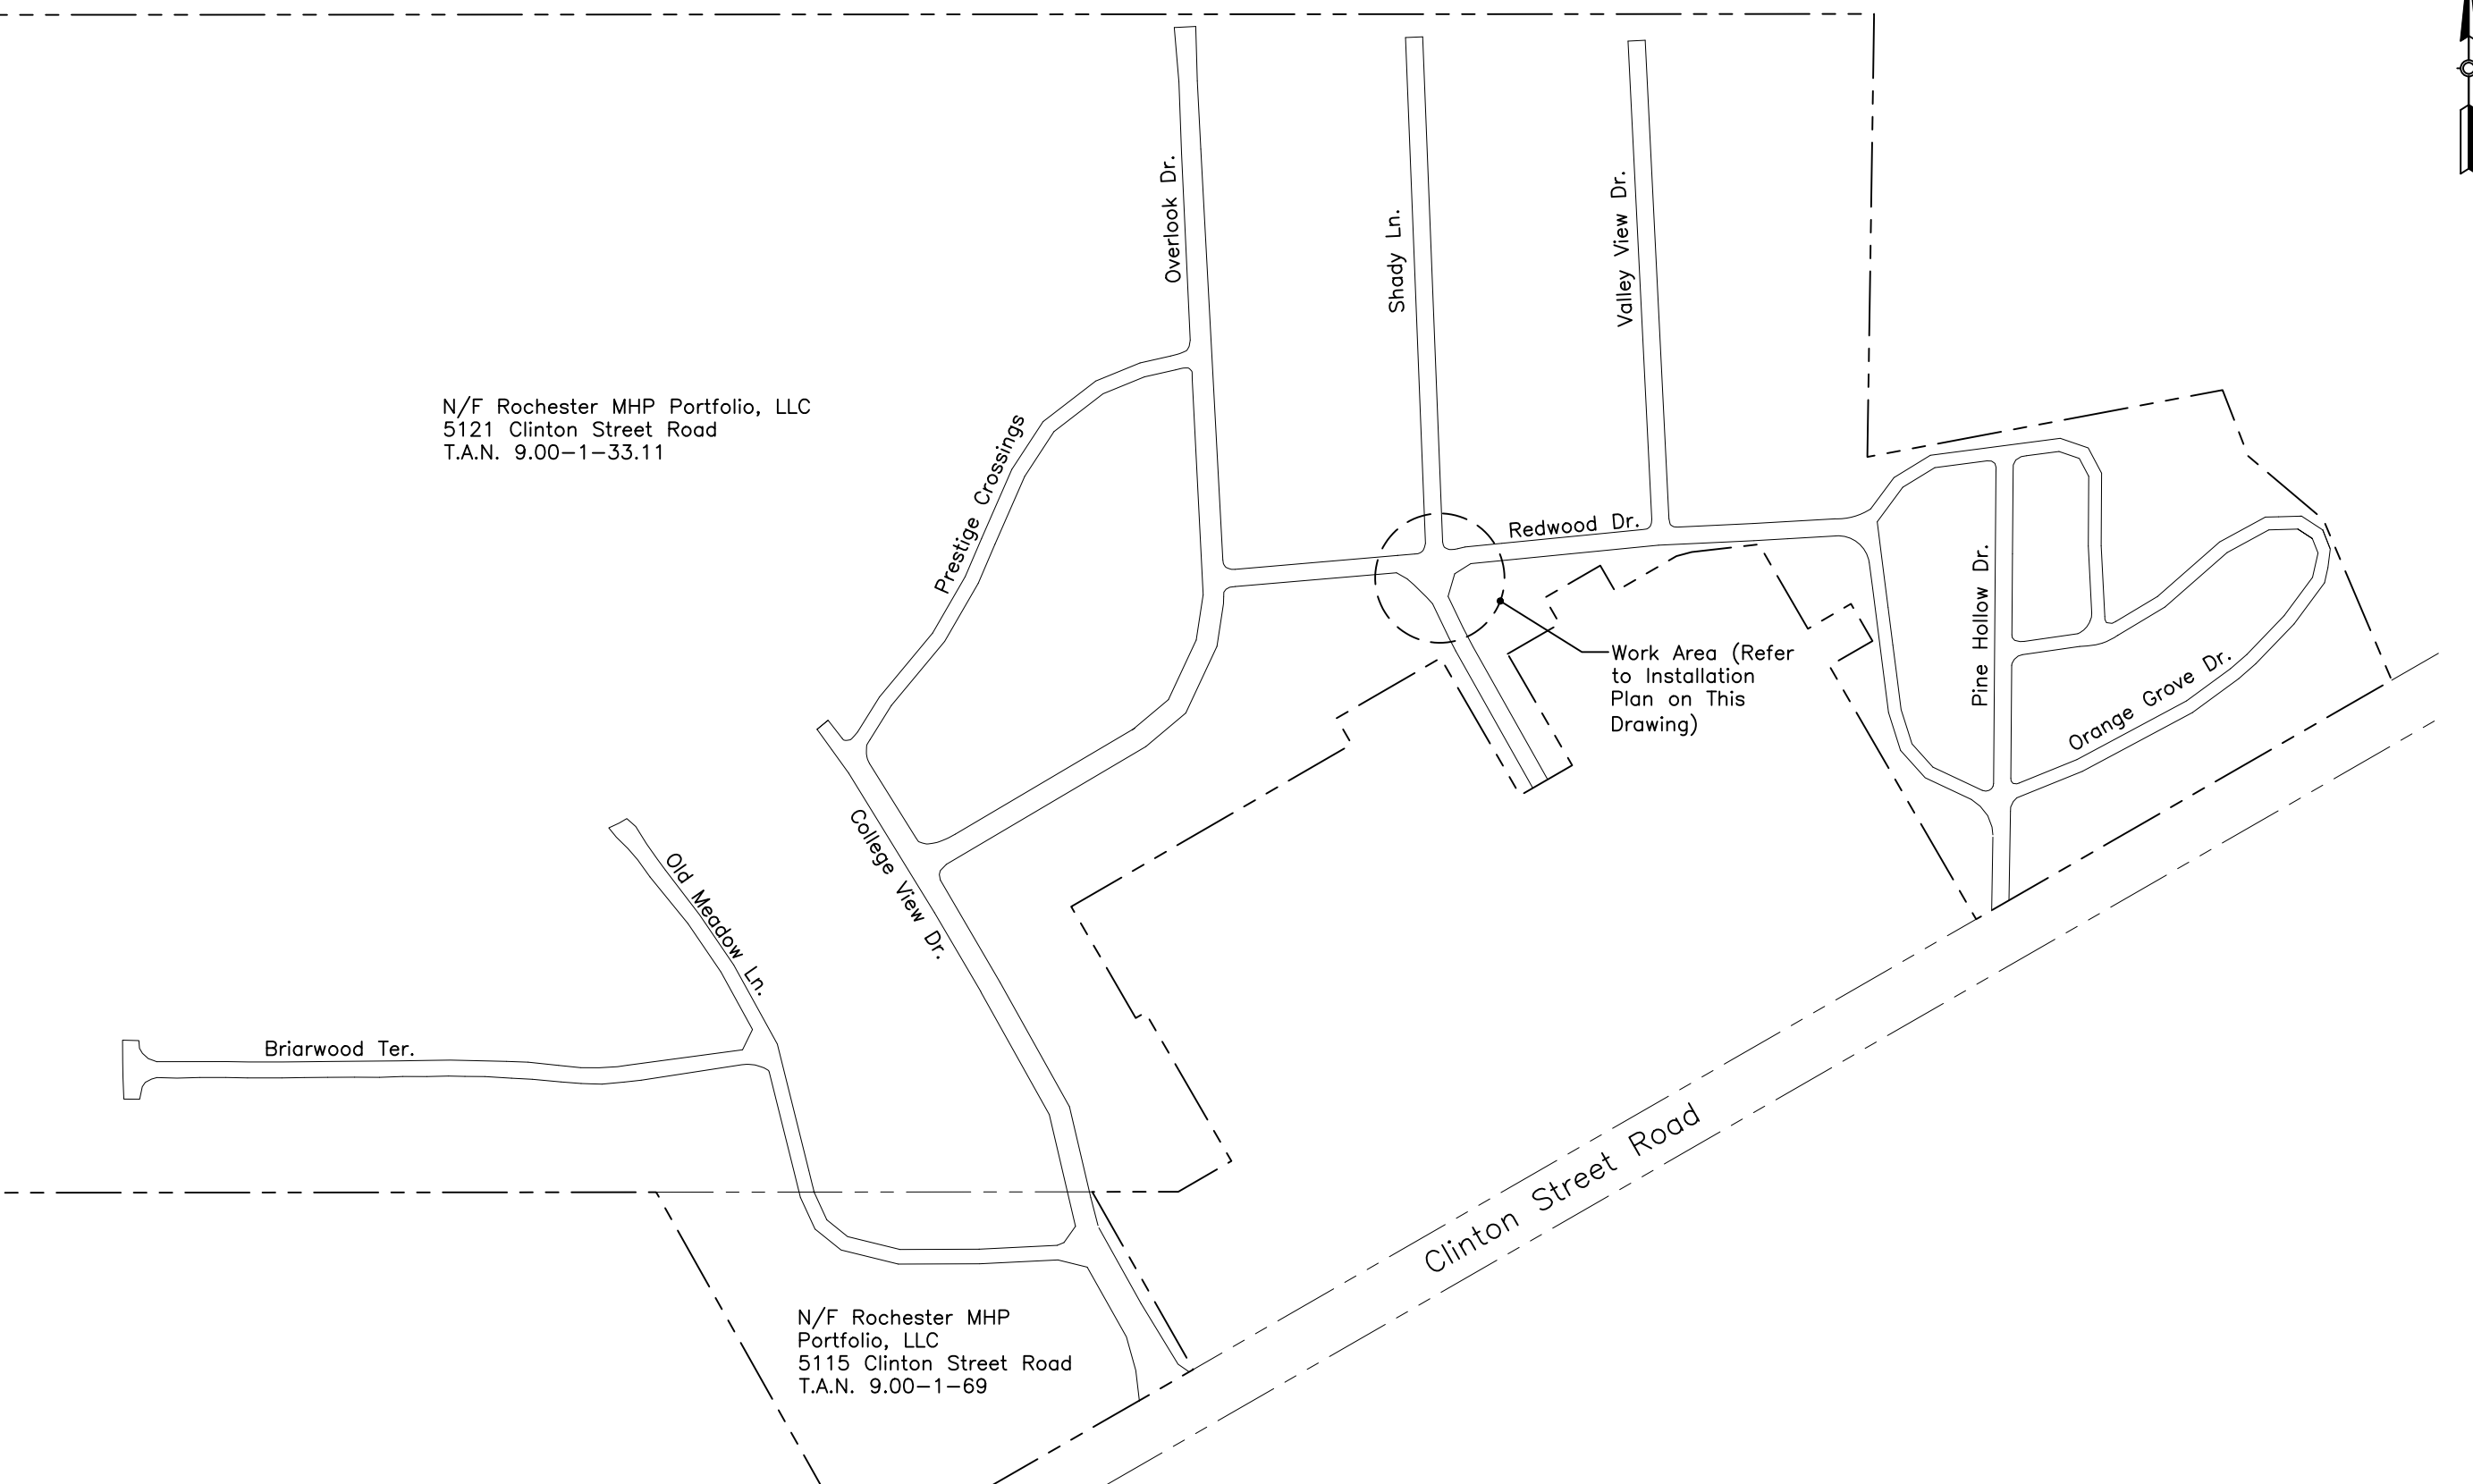 Overlook Dr.
Shady Ln.
Valley View Dr.
N/F Rochester MHP Portfolio, LLC
5121 Clinton Street Road
T.A.N. 9.00-1-33.11
Prestige Crossings
Redwood Dr.
Pine Hollow Dr.
Orange Grove Dr.
Work Area (Refer
to Installation
Plan on This
Drawing)
College View Dr.
Old Meadow Ln.
Briarwood Ter.
Clinton Street Road
N/F Rochester MHP
Portfolio, LLC
5115 Clinton Street Road
T.A.N. 9.00-1-69